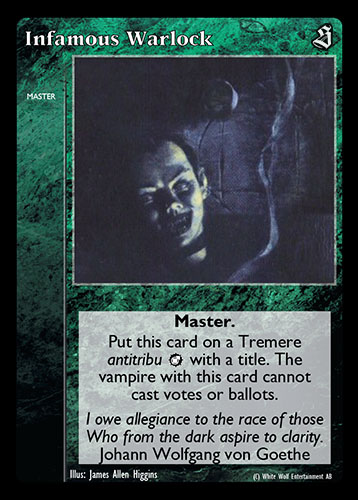 Infamous Warlock
MASTER
Master.
Put this card on a Tremere
antitribu with a title. The
vampire with this card cannot
cast votes or ballots.
I owe allegiance to the race of those
Who from the dark aspire to clarity.
Johann Wolfgang von Goethe
Illus: James Allen Higgins
(C) White Wolf Entertainment AB